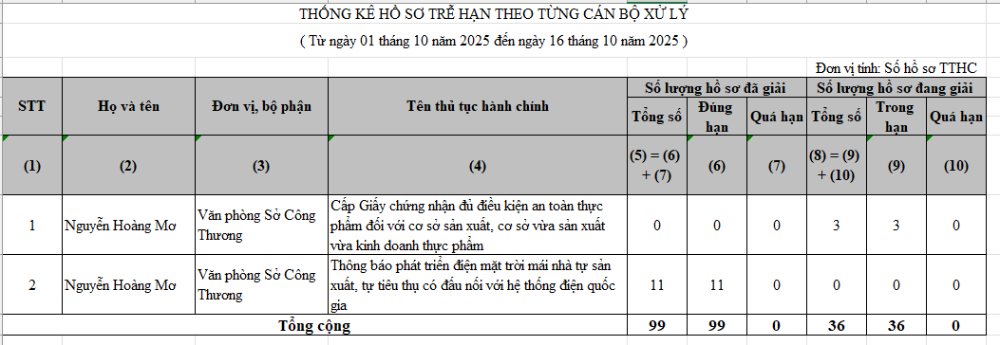 THỐNG KÊ HỒ SƠ TRỄ HẠN THEO TỪNG CÁN BỘ XỬ LÝ
( Từ ngày 01 tháng 10 năm 2025 đến ngày 16 tháng 10 năm 2025 )
Đơn vị tính: Số hồ sơ TTHC
STT Họ và tên Đơn vị, bộ phận Tên thủ tục hành chính Số lượng hồ sơ đã giải Số lượng hồ sơ đang giải
Tổng số Đúng hạn Quá hạn Tổng số Trong hạn Quá hạn
(1) (2) (3) (4) (5) = (6) + (7) (6) (7) (8) = (9) + (10) (9) (10)
1 Nguyễn Hoàng Mơ Văn phòng Sở Công Thương
Cấp Giấy chứng nhận đủ điều kiện an toàn thực
phẩm đối với cơ sở sản xuất, cơ sở vừa sản xuất
vừa kinh doanh thực phẩm
0 0 0 3 3 0
2 Nguyễn Hoàng Mơ Văn phòng Sở Công Thương
Thông báo phát triển điện mặt trời mái nhà tự sản
xuất, tự tiêu thụ có đấu nối với hệ thống điện quốc
gia
11 11 0 0 0 0
Tổng cộng 99 99 0 36 36 0